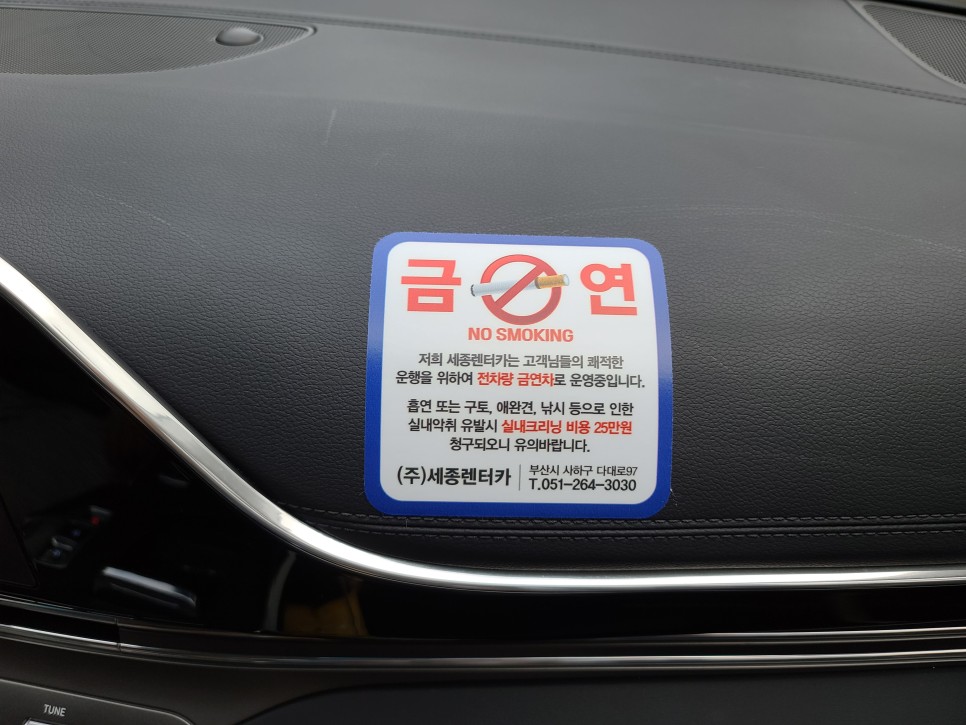 금연
NO SMOKING
저희 세종렌터카는 고객님들의 쾌적한
운행을 위하여 전차량 금연차로 운영중입니다.
흡연 또는 구토, 애완견, 낚시 등으로 인한
실내악취 유발시 실내크리닝 비용 25만원
청구되오니 유의바랍니다.
(주)세종렌터카
부산시 사하구 다대로97
T.051-264-3030
TUNE